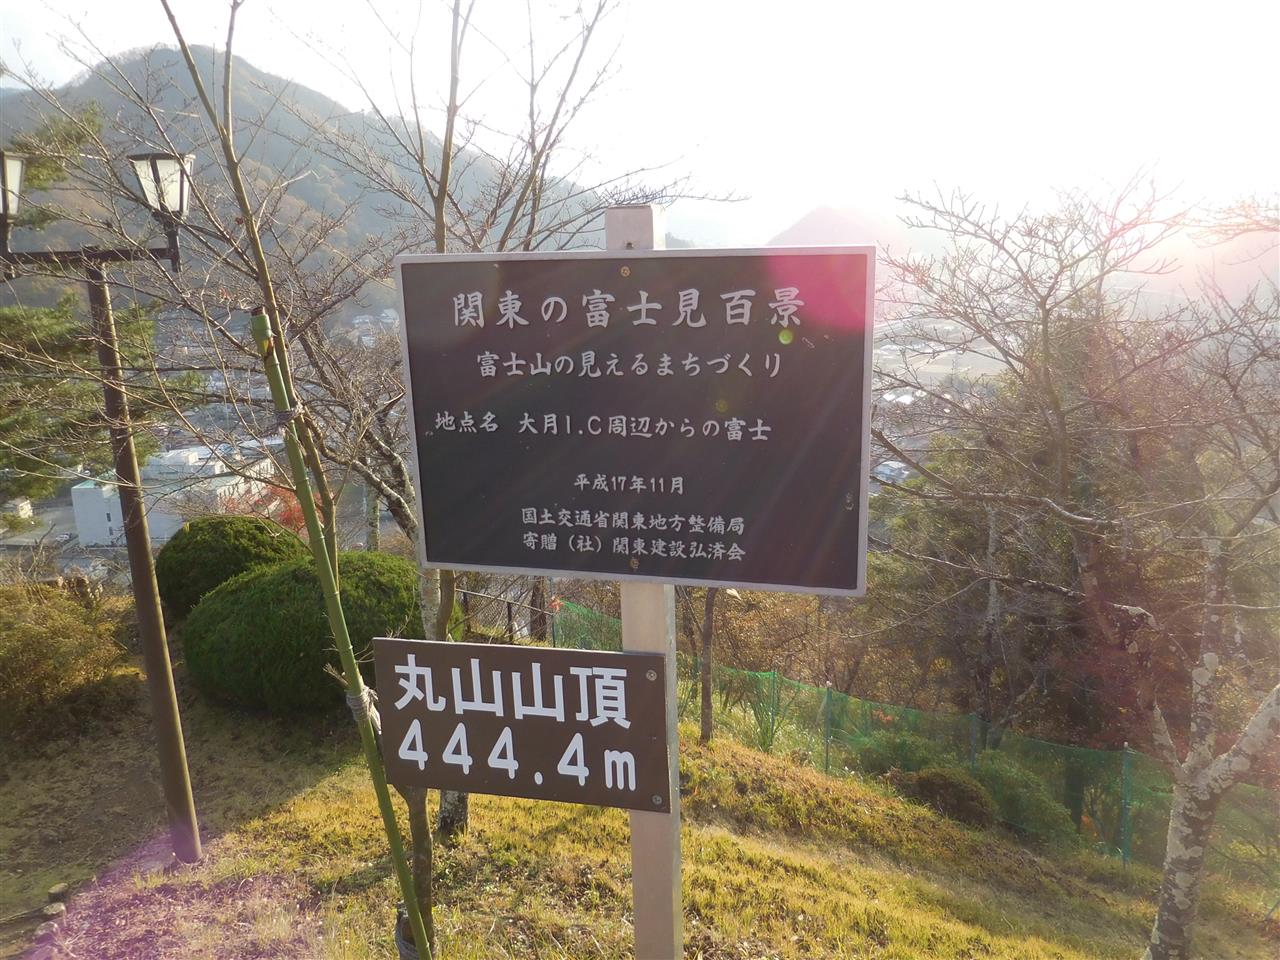 関東の富士見百景
富士山の見えるまちづくり
地点名 大月I.C周辺からの富士
平成17年11月
国土交通省関東地方整備局
寄贈（社）関東建設弘済会
丸山山頂
444.4m